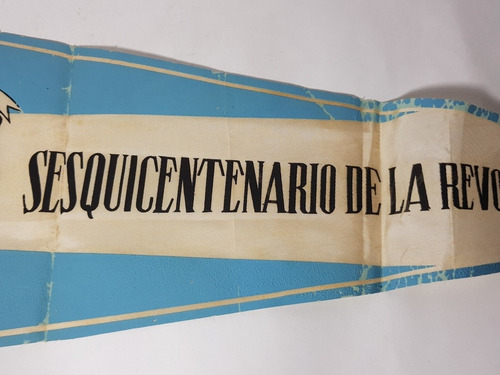 SESQUICENTENARIO DE LA REVO